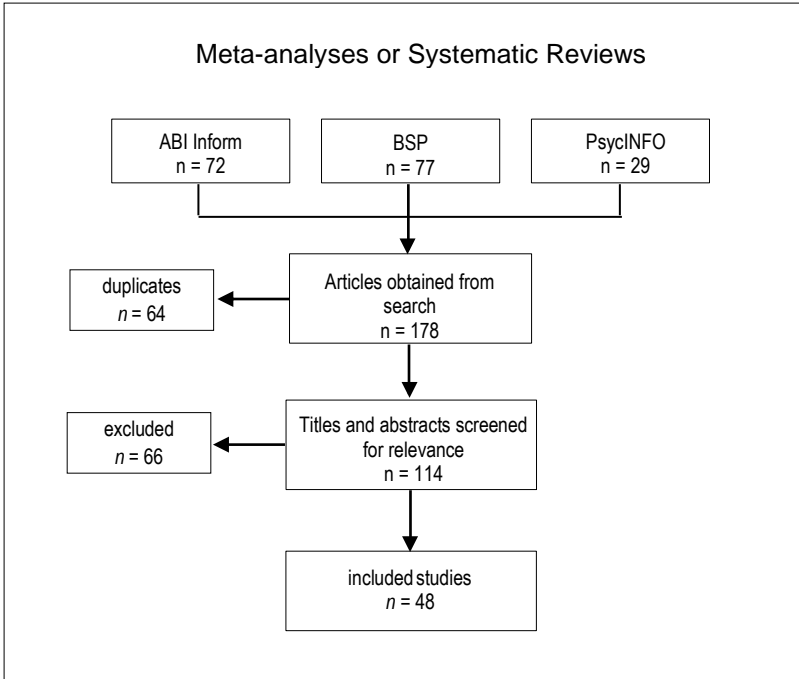 Meta-analyses or Systematic Reviews
ABI Inform
n = 72
BSP
n = 77
PsycINFO
n = 29
Articles obtained from
search
n = 178
duplicates
n = 64
Titles and abstracts screened
for relevance
n = 114
excluded
n = 66
included studies
n = 48